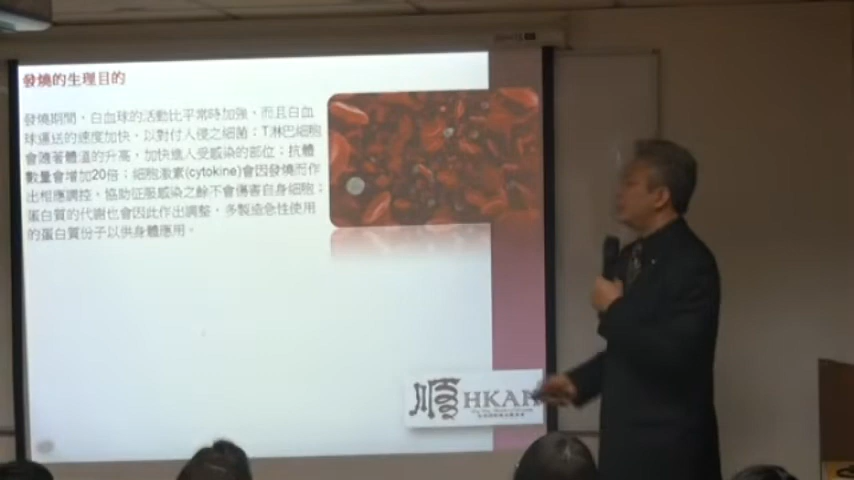 發燒的生理目的
發燒期間，白血球的活動比平常時加強，而且白血
球運送的速度加快，以對付入侵之細菌；T淋巴細胞
會隨著體溫的升高，加快進入受感染的部位；抗體
數量會增加20倍；細胞激素(cytokine)會因發燒而作
出相應調控，協助征服感染之餘不會傷害自身細胞；
蛋白質的代謝也會因此作出調整，多製造急性使用
的蛋白質份子以供身體應用。
HKAN